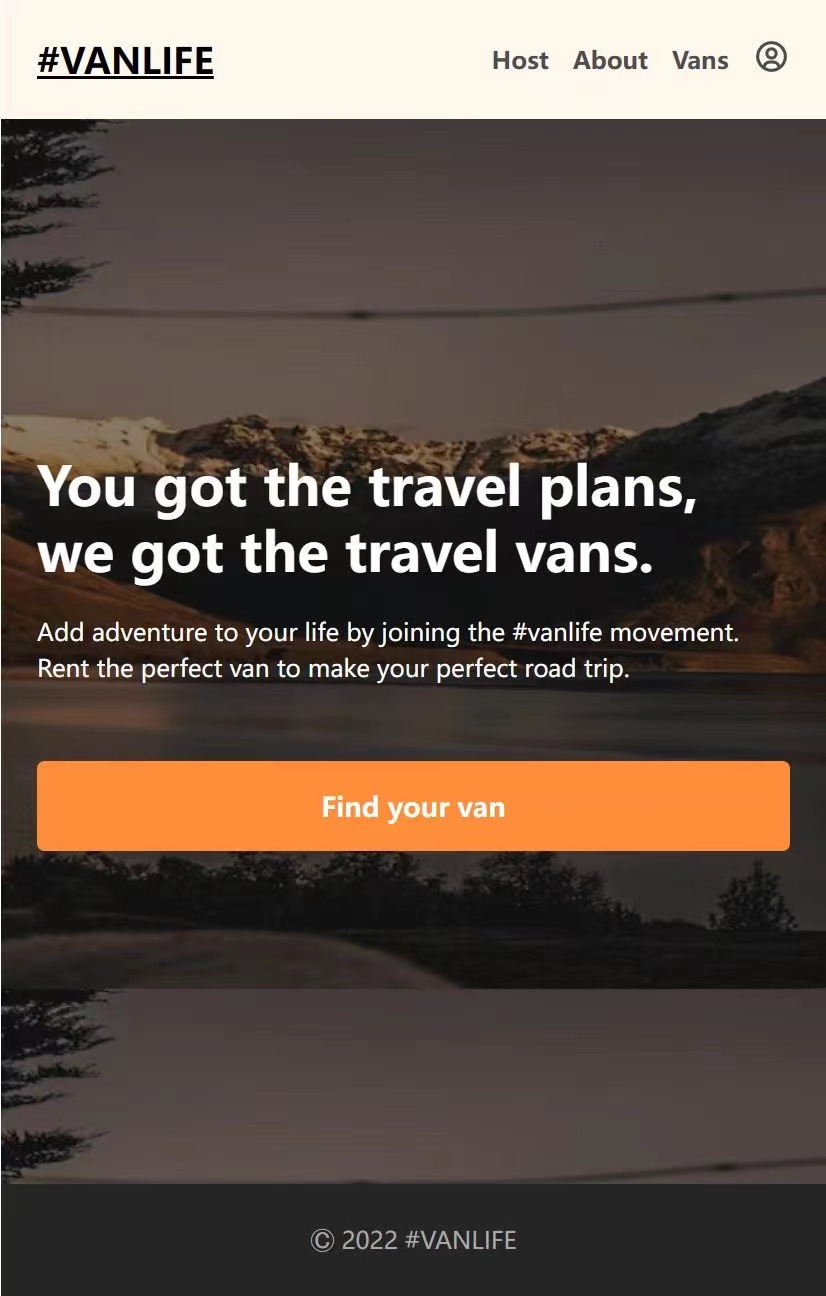 #VANLIFE
Host About Vans
You got the travel plans,
we got the travel vans.
Add adventure to your life by joining the #vanlife movement.
Rent the perfect van to make your perfect road trip.
Find your van
© 2022 #VANLIFE